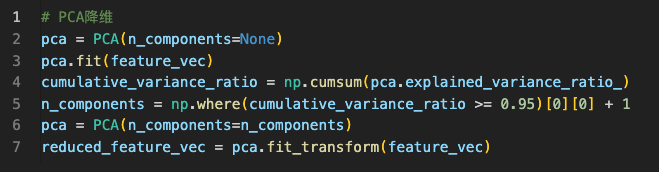 1 # PCA降维
2 pca = PCA(n_components=None)
3 pca.fit(feature_vec)
4 cumulative_variance_ratio = np.cumsum(pca.explained_variance_ratio_)
5 n_components = np.where(cumulative_variance_ratio >= 0.95)[0][0] + 1
6 pca = PCA(n_components=n_components)
7 reduced_feature_vec = pca.fit_transform(feature_vec)